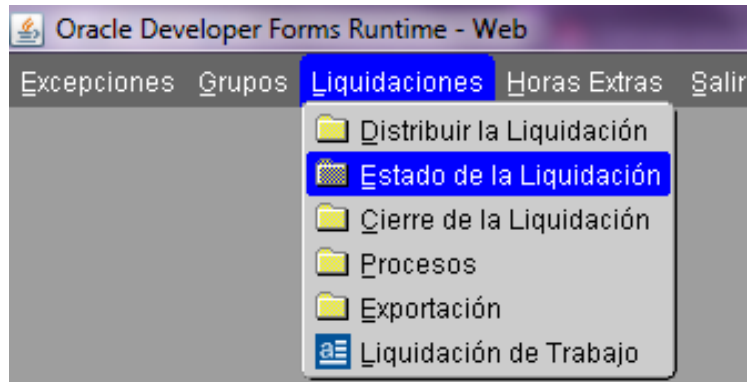 Oracle Developer Forms Runtime - Web
Excepciones Grupos Liquidaciones Horas Extras Salir
Distribuir la Liquidación
Estado de la Liquidación
Cierre de la Liquidación
Procesos
Exportación
Liquidación de Trabajo